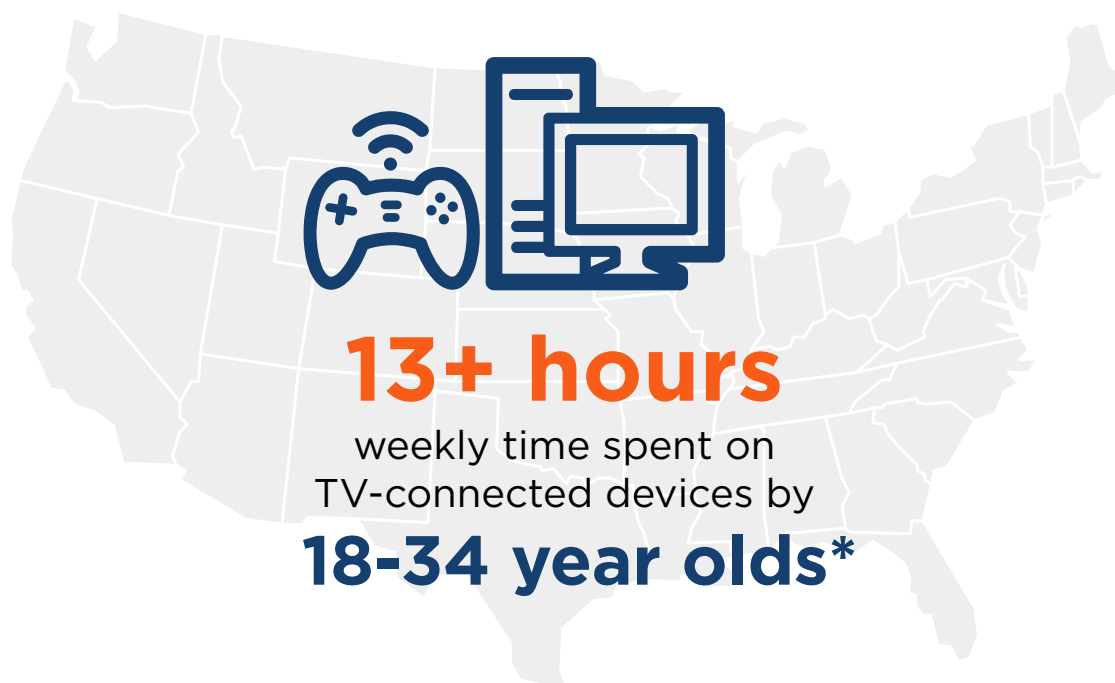 13+ hours
weekly time spent on
TV-connected devices by
18-34 year olds*